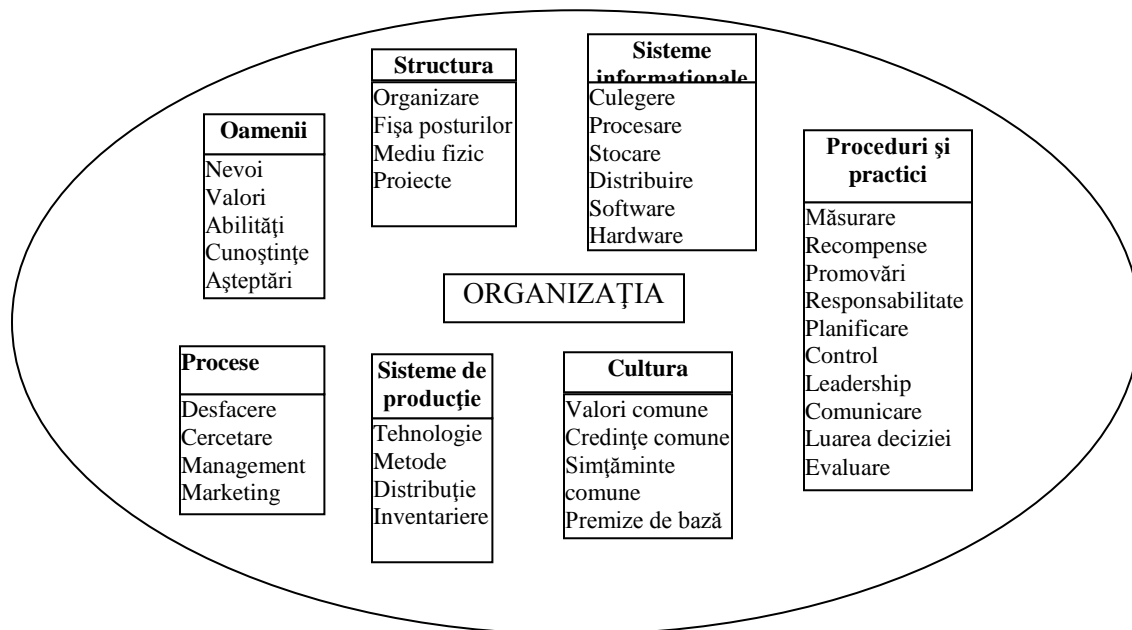 Structura
Organizare
Fişa posturilor
Mediu fizic
Proiecte
Sisteme
informaţionale
Culegere
Procesare
Stocare
Distribuire
Software
Hardware
Oamenii
Nevoi
Valori
Abilităţi
Cunoştinţe
Aşteptări
Proceduri şi
practici
Măsurare
Recompense
Promovări
Responsabilitate
Planificare
Control
Leadership
Comunicare
Luarea deciziei
Evaluare
ORGANIZAŢIA
Procese
Desfacere
Cercetare
Management
Marketing
Sisteme de
producţie
Tehnologie
Metode
Distribuţie
Inventariere
Cultura
Valori comune
Credinţe comune
Simţăminte
comune
Premize de bază